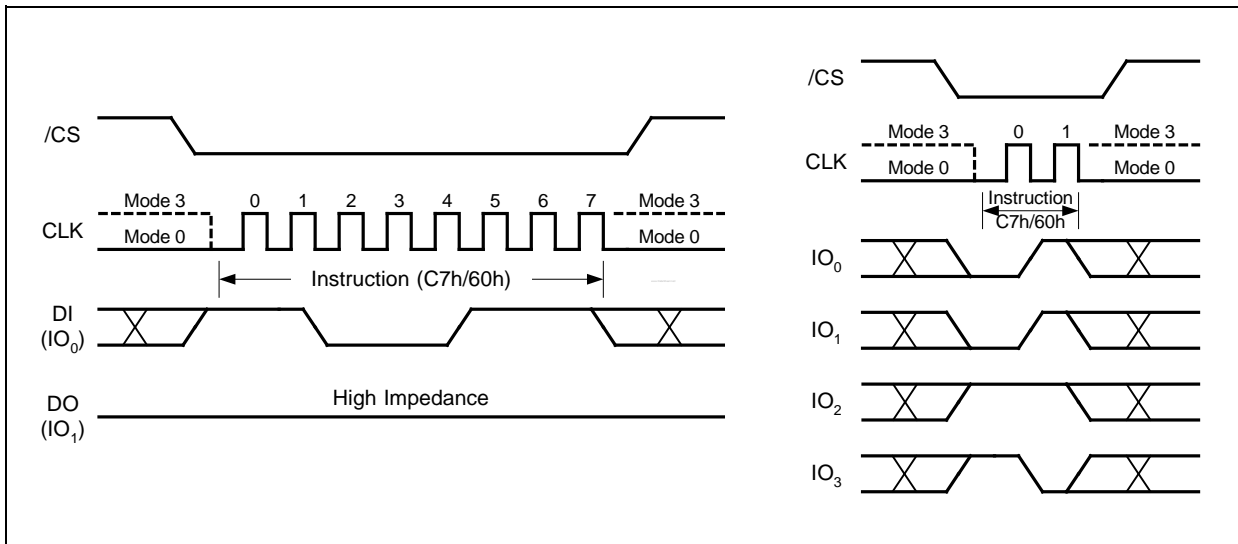 /CS
Mode 3 0 1 2 3 4 5 6 7 Mode 3
CLK Mode 0 Mode 0
Instruction (C7h/60h)
DI
(IO0)
High Impedance
DO
(IO1)
/CS
Mode 3 0 1 Mode 3
CLK Mode 0 Mode 0
Instruction
C7h/60h
IO0
IO1
IO2
IO3